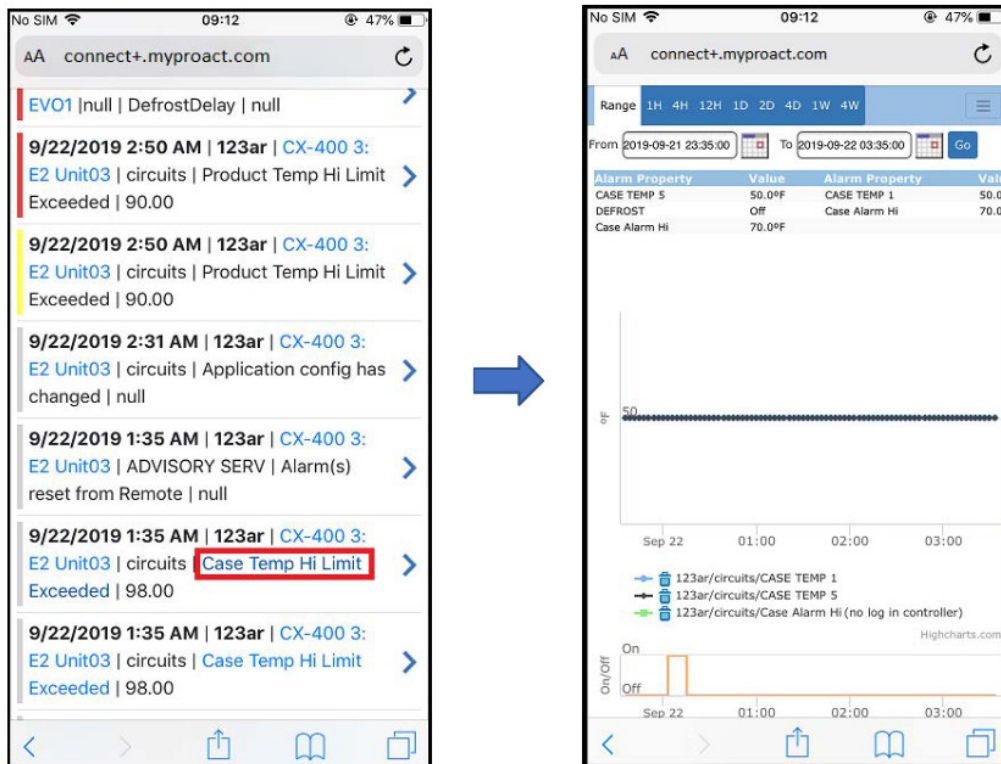 No SIM 09:12 47%
AA connect+.myproact.com
EVO1 |null | DefrostDelay | null
9/22/2019 2:50 AM | 123ar | CX-400 3:
E2 Unit03 | circuits | Product Temp Hi Limit
Exceeded | 90.00
9/22/2019 2:50 AM | 123ar | CX-400 3:
E2 Unit03 | circuits | Product Temp Hi Limit
Exceeded | 90.00
9/22/2019 2:31 AM | 123ar | CX-400 3:
E2 Unit03 | circuits | Application config has
changed | null
9/22/2019 1:35 AM | 123ar | CX-400 3:
E2 Unit03 | ADVISORY SERV | Alarm(s)
reset from Remote | null
9/22/2019 1:35 AM | 123ar | CX-400 3:
E2 Unit03 | circuits | Case Temp Hi Limit
Exceeded | 98.00
9/22/2019 1:35 AM | 123ar | CX-400 3:
E2 Unit03 | circuits | Case Temp Hi Limit
Exceeded | 98.00
No SIM 09:12 47%
AA connect+.myproact.com
Range 1H 4H 12H 1D 2D 4D 1W 4W
From 2019-09-21 23:35:00 To 2019-09-22 03:35:00 Go
Alarm Property Value Alarm Property Valu
CASE TEMP 5 50.0ºF CASE TEMP 1 50.0
DEFROST Off Case Alarm Hi 70.0
Case Alarm Hi 70.0ºF
ºF
50
Sep 22 01:00 02:00 03:00
123ar/circuits/CASE TEMP 1
123ar/circuits/CASE TEMP 5
123ar/circuits/Case Alarm Hi (no log in controller)
Highcharts.com
On/Off
On
Off
Sep 22 01:00 02:00 03:00